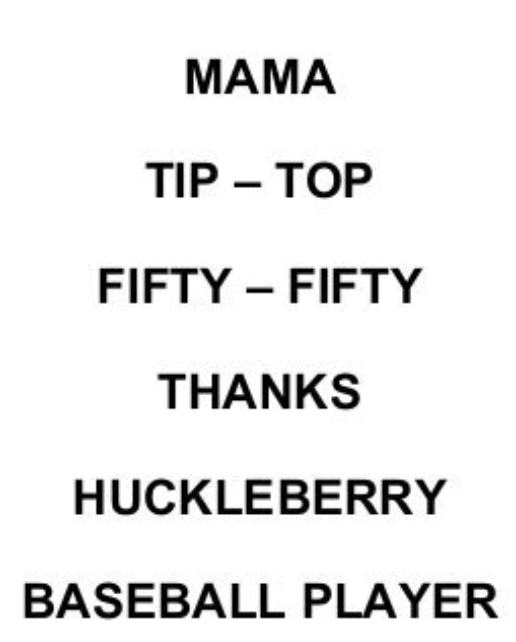 MAMA
TIP – TOP
FIFTY – FIFTY
THANKS
HUCKLEBERRY
BASEBALL PLAYER